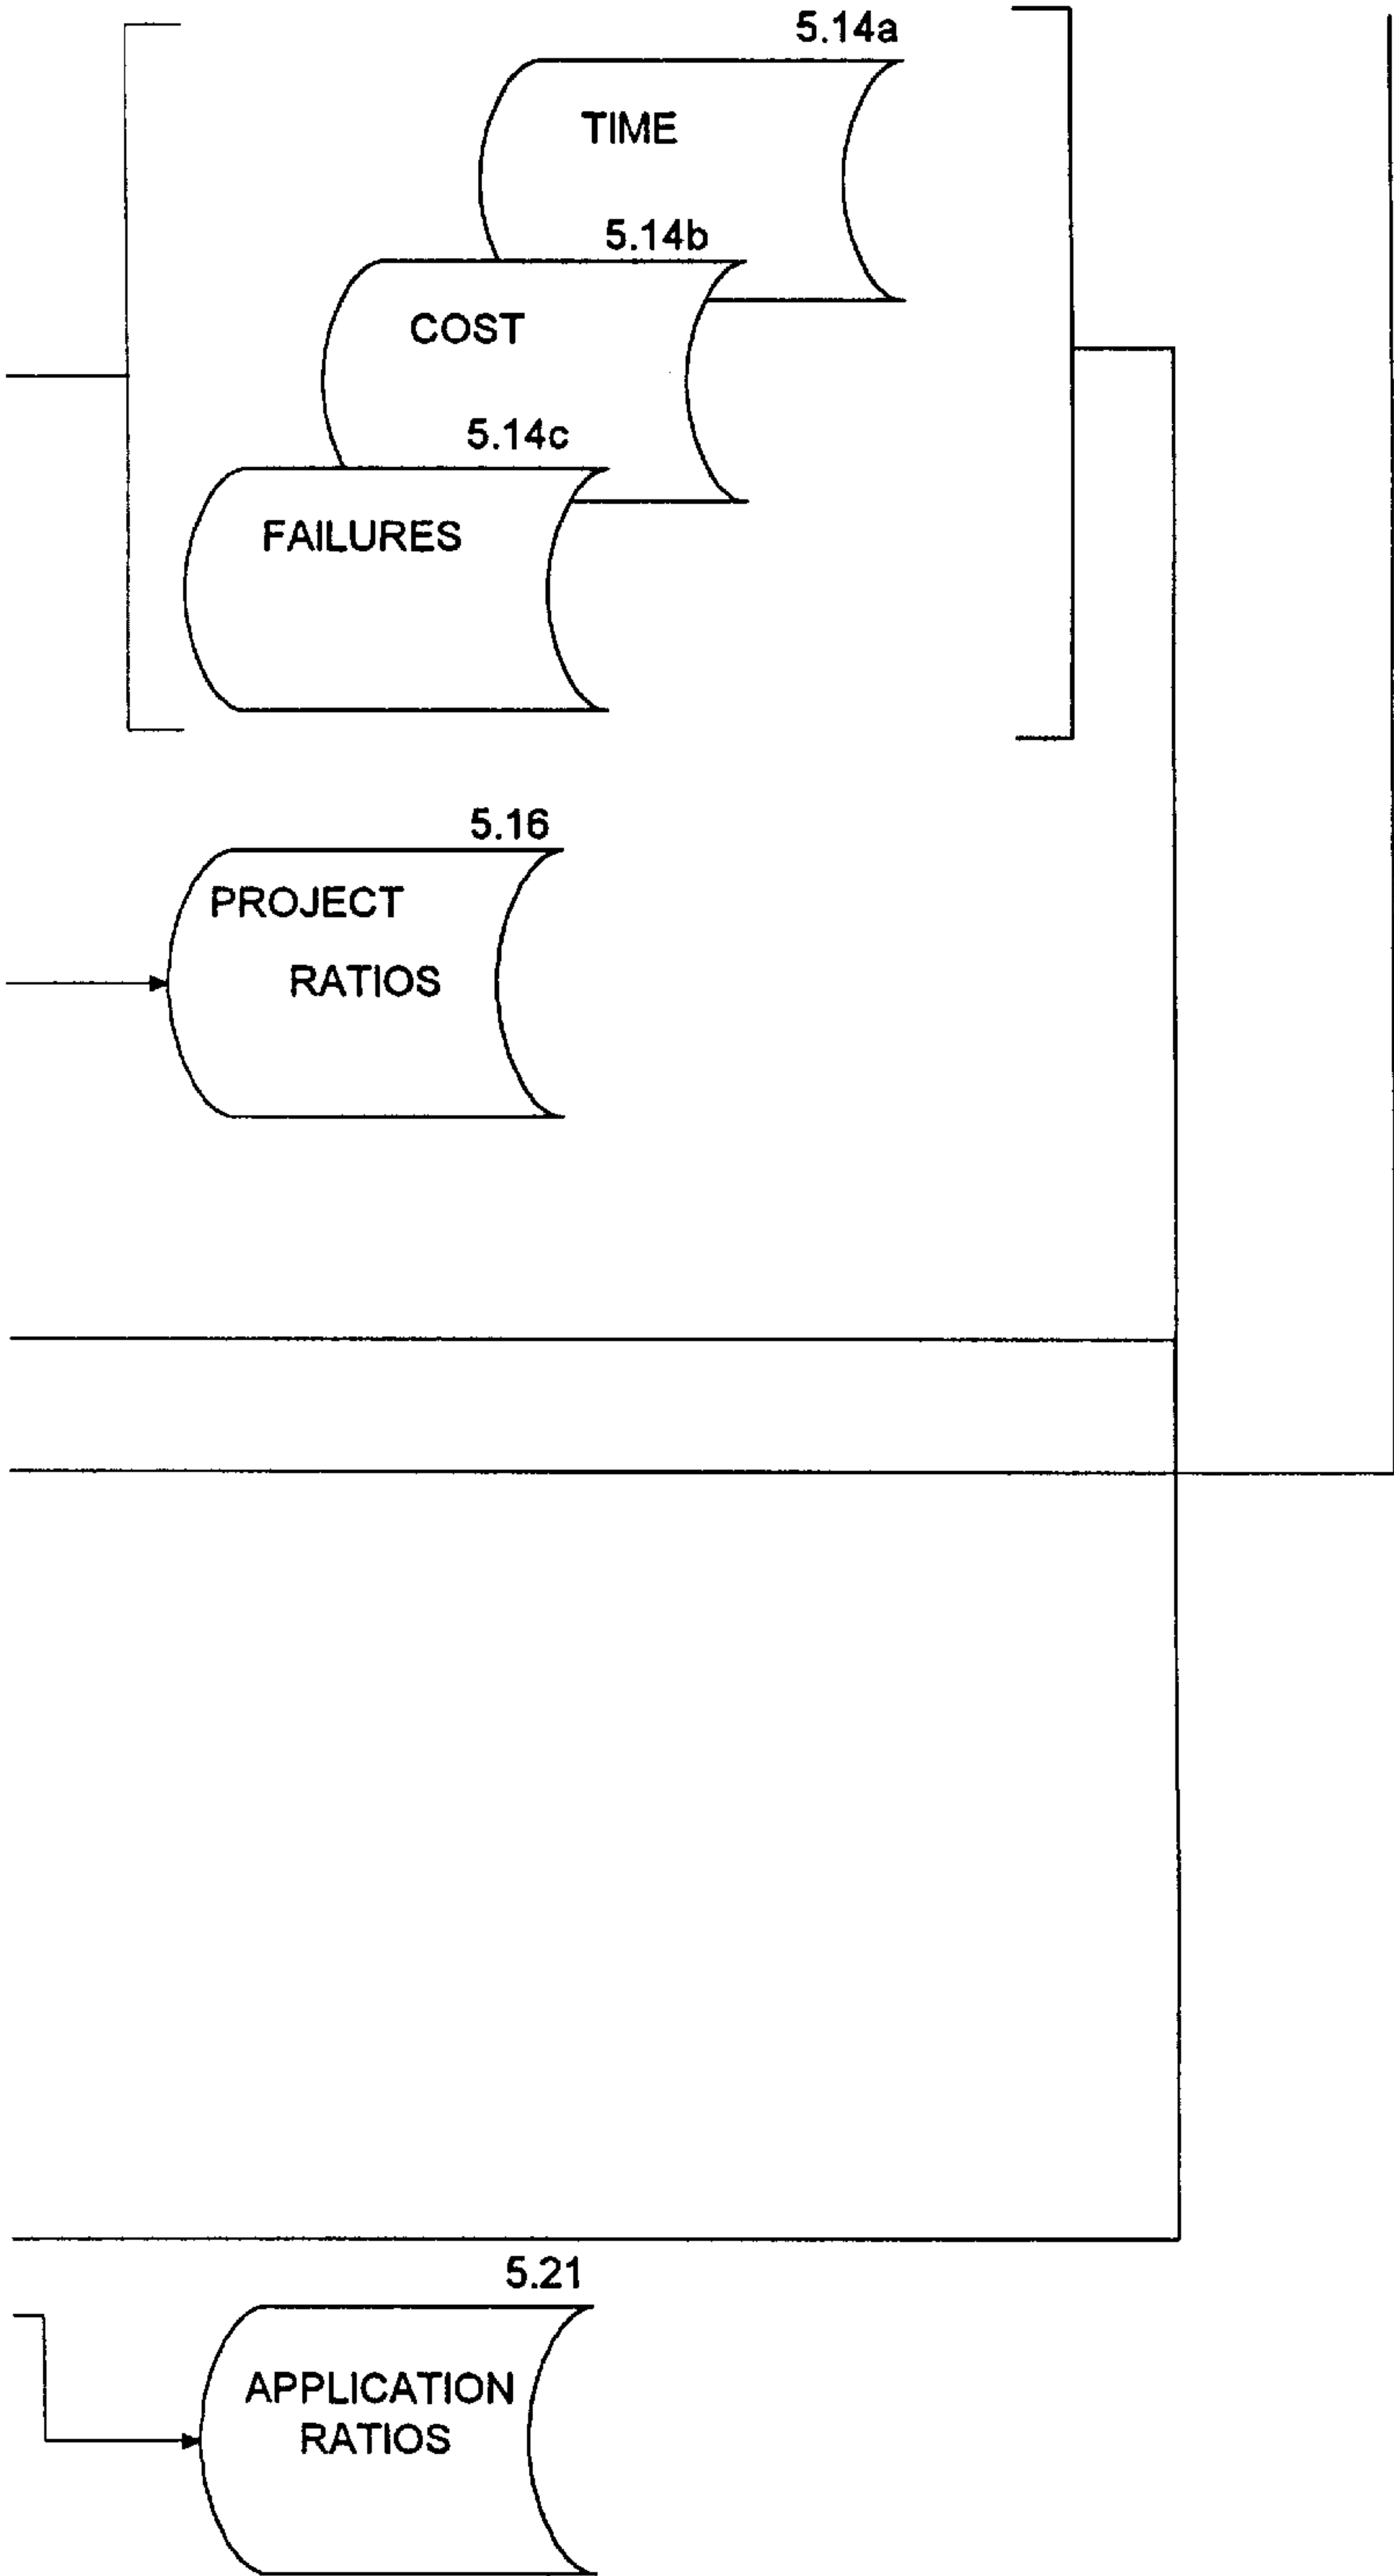 5.14a
TIME
5.14b
COST
5.14c
FAILURES
5.16
PROJECT
RATIOS
5.21
APPLICATION
RATIOS